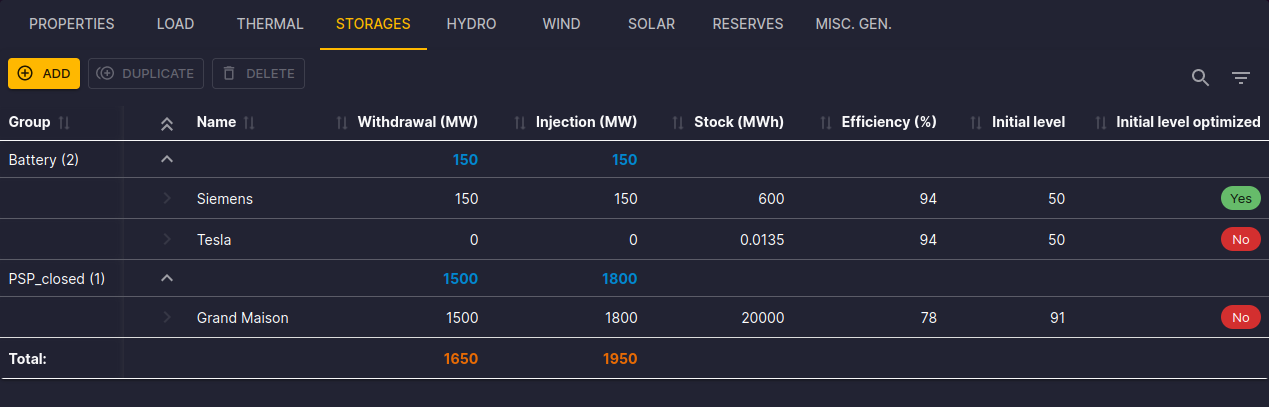 PROPERTIES LOAD THERMAL STORAGES HYDRO WIND SOLAR RESERVES MISC. GEN.
ADD DUPLICATE DELETE
Group Name Withdrawal (MW) Injection (MW) Stock (MWh) Efficiency (%) Initial level Initial level optimized
Battery (2) 150 150
Siemens 150 150 600 94 50 Yes
Tesla 0 0 0.0135 94 50 No
PSP_closed (1) 1500 1800
Grand Maison 1500 1800 20000 78 91 No
Total: 1650 1950